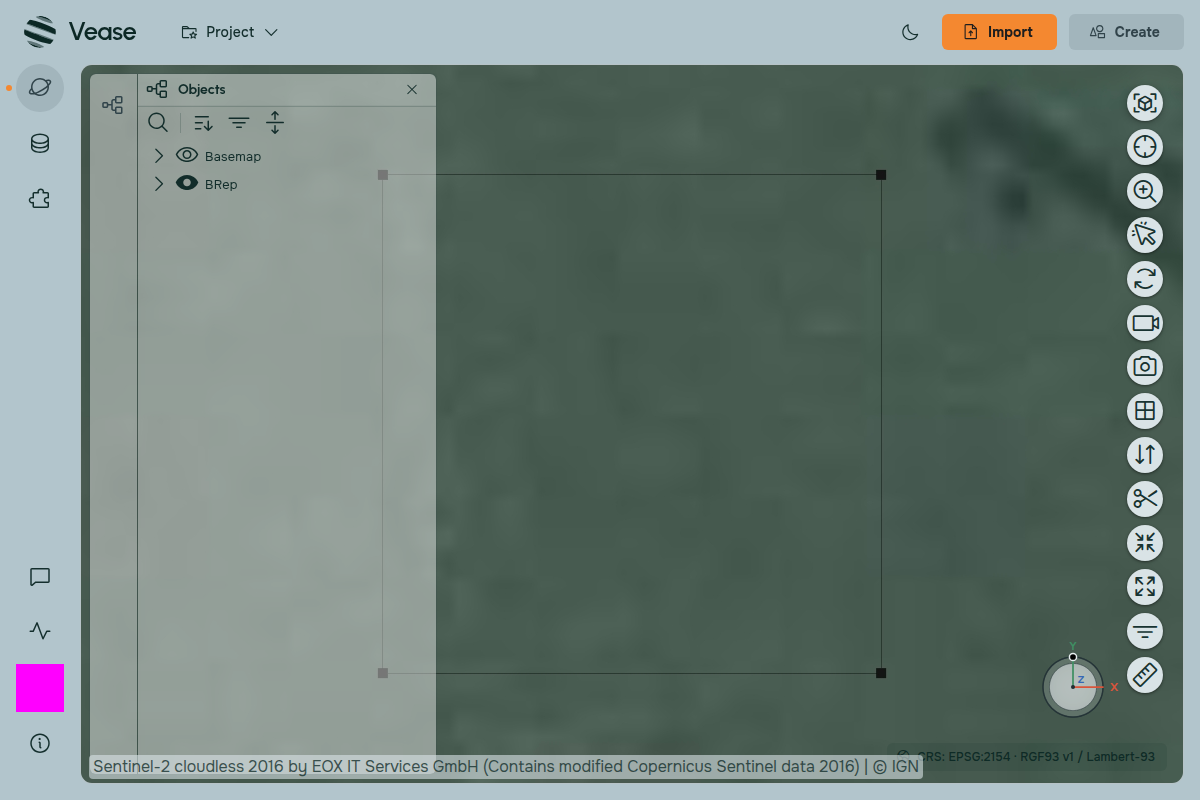 Vease
Project
Import
Create
Objects
Basemap
BRep
Y
Z
X
CRS: EPSG:2154 · RGF93 v1 / Lambert-93
Sentinel-2 cloudless 2016 by EOX IT Services GmbH (Contains modified Copernicus Sentinel data 2016) | © IGN